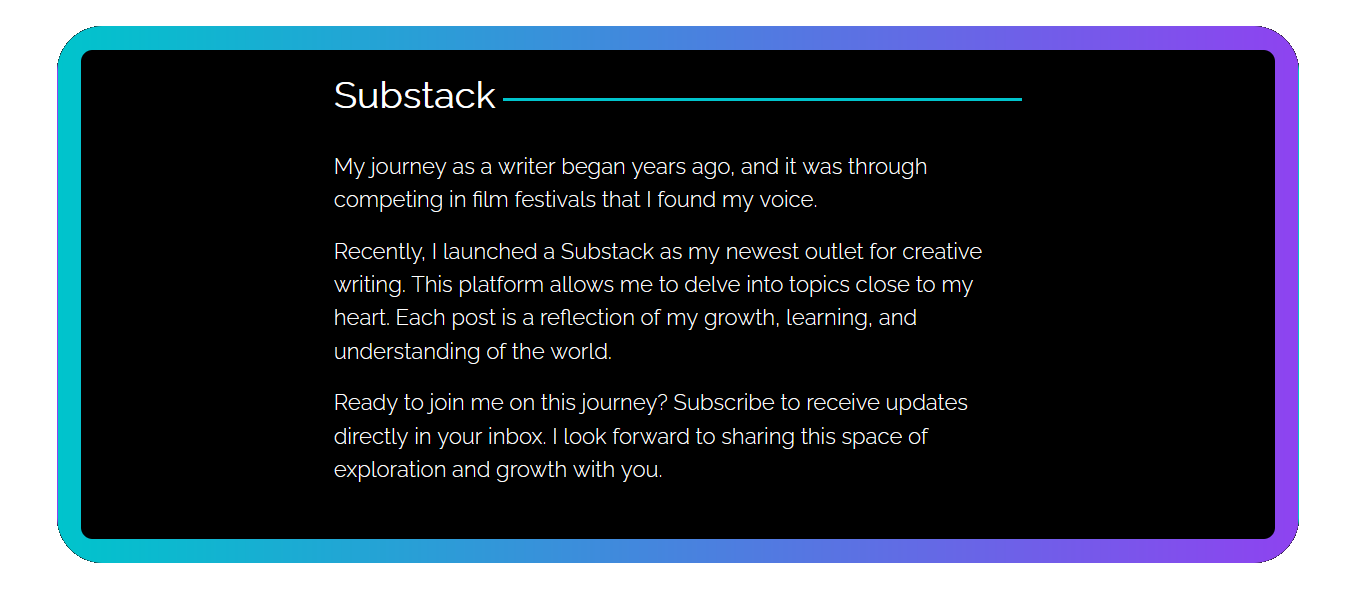 Substack
My journey as a writer began years ago, and it was through
competing in film festivals that I found my voice.
Recently, I launched a Substack as my newest outlet for creative
writing. This platform allows me to delve into topics close to my
heart. Each post is a reflection of my growth, learning, and
understanding of the world.
Ready to join me on this journey? Subscribe to receive updates
directly in your inbox. I look forward to sharing this space of
exploration and growth with you.